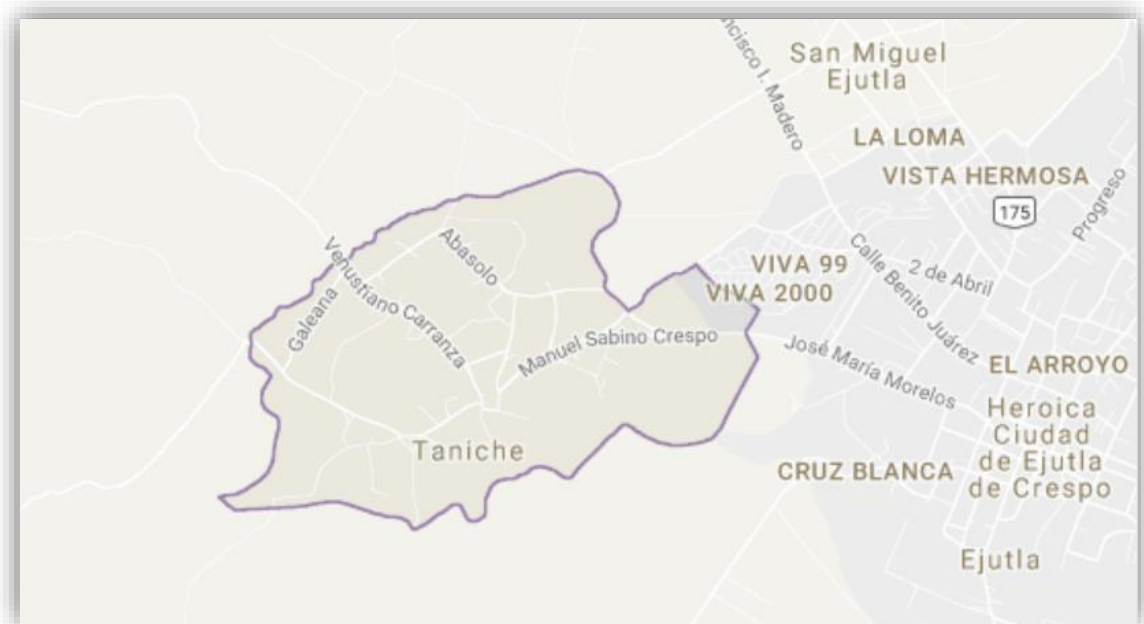 San Miguel
Ejutla
Francisco I. Madero
LA LOMA
VISTA HERMOSA
175
Progreso
Abasolo
Venustiano Carranza
Galeana
VIVA 99
VIVA 2000
Calle Benito Juárez
2 de Abril
Manuel Sabino Crespo
José María Morelos
EL ARROYO
Heroica
Ciudad
de Ejutla
de Crespo
Taniche
CRUZ BLANCA
Ejutla